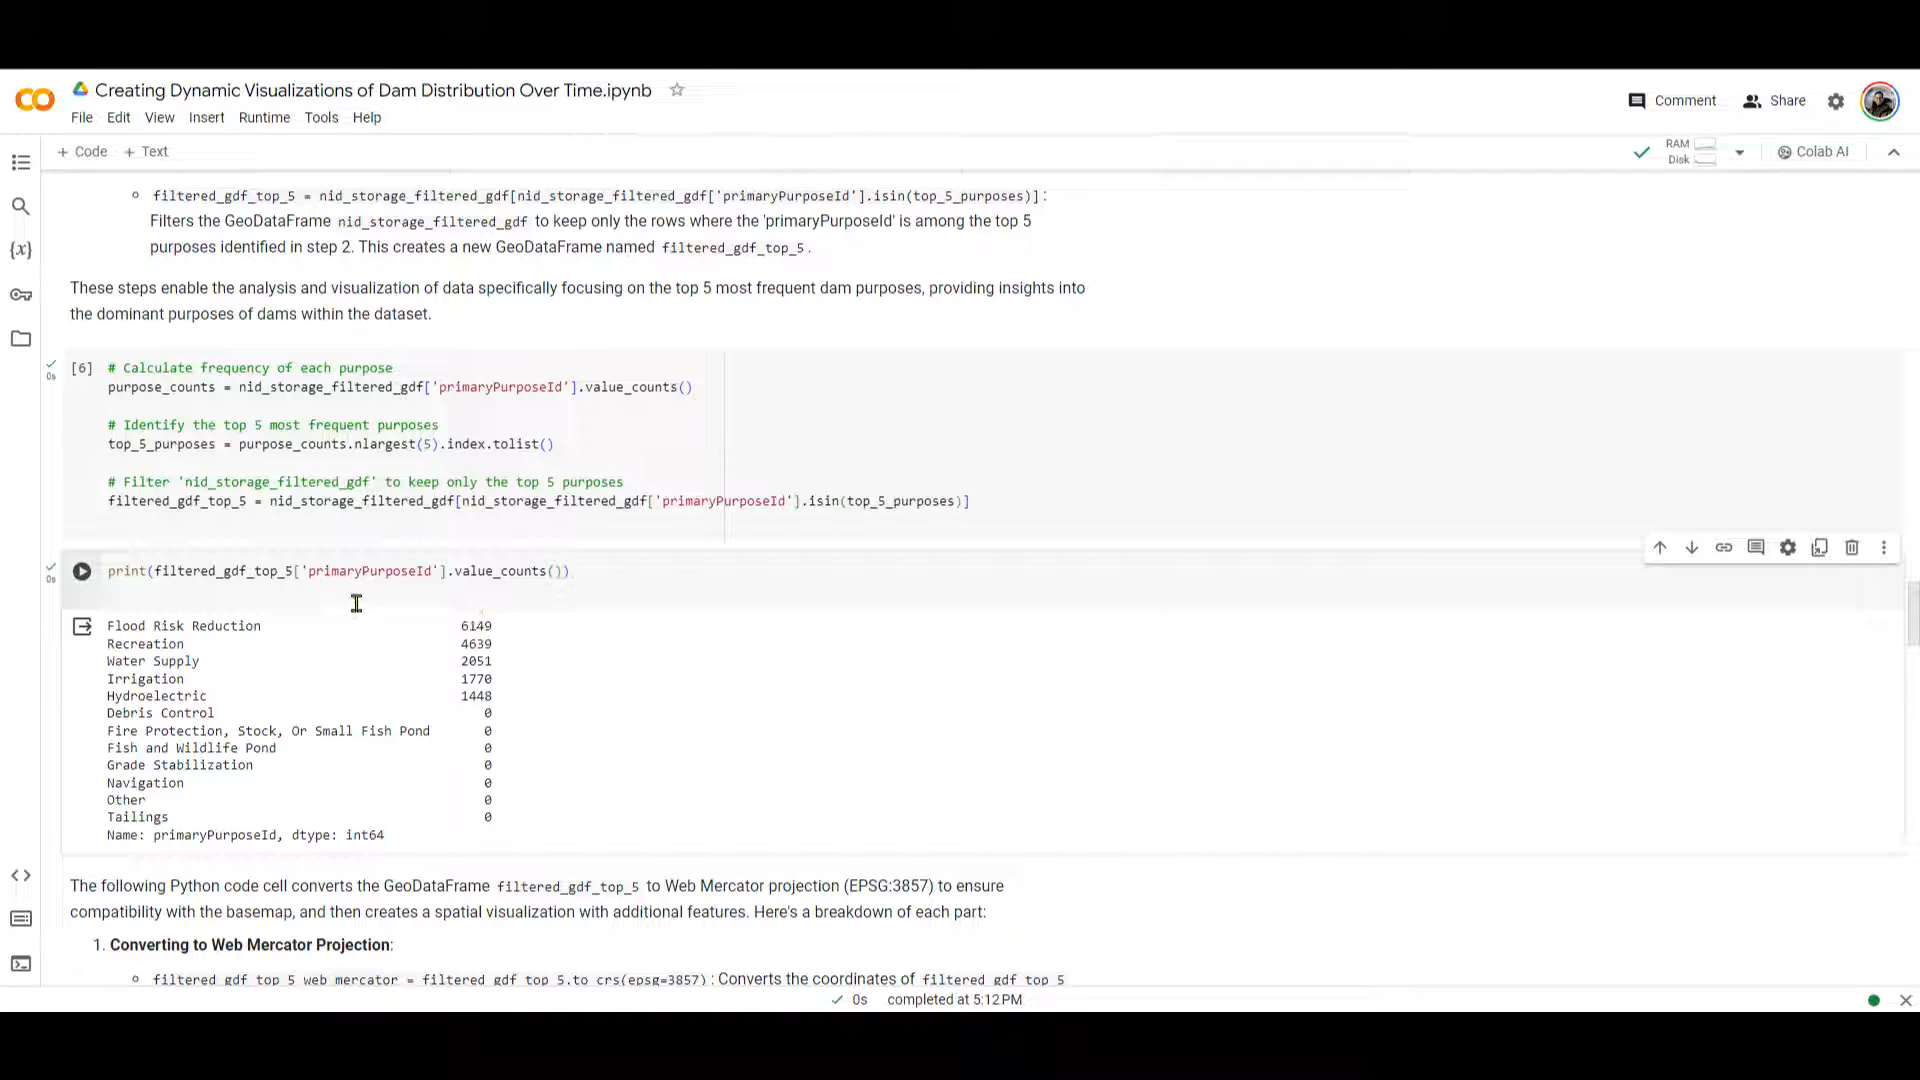 Creating Dynamic Visualizations of Dam Distribution Over Time.ipynb
Comment
Share
File Edit View Insert Runtime Tools Help
+ Code + Text
RAM
Disk
Colab AI
filtered_gdf_top_5 = nid_storage_filtered_gdf[nid_storage_filtered_gdf['primaryPurposeId'].isin(top_5_purposes)]:
Filters the GeoDataFrame nid_storage_filtered_gdf to keep only the rows where the 'primaryPurposeId' is among the top 5
purposes identified in step 2. This creates a new GeoDataFrame named filtered_gdf_top_5.
These steps enable the analysis and visualization of data specifically focusing on the top 5 most frequent dam purposes, providing insights into
the dominant purposes of dams within the dataset.
0s
[6] # Calculate frequency of each purpose
purpose_counts = nid_storage_filtered_gdf['primaryPurposeId'].value_counts()
# Identify the top 5 most frequent purposes
top_5_purposes = purpose_counts.nlargest(5).index.tolist()
# Filter 'nid_storage_filtered_gdf' to keep only the top 5 purposes
filtered_gdf_top_5 = nid_storage_filtered_gdf[nid_storage_filtered_gdf['primaryPurposeId'].isin(top_5_purposes)]
0s
print(filtered_gdf_top_5['primaryPurposeId'].value_counts())
Flood Risk Reduction 6149
Recreation 4639
Water Supply 2051
Irrigation 1770
Hydroelectric 1448
Debris Control 0
Fire Protection, Stock, Or Small Fish Pond 0
Fish and Wildlife Pond 0
Grade Stabilization 0
Navigation 0
Other 0
Tailings 0
Name: primaryPurposeId, dtype: int64
The following Python code cell converts the GeoDataFrame filtered_gdf_top_5 to Web Mercator projection (EPSG:3857) to ensure
compatibility with the basemap, and then creates a spatial visualization with additional features. Here's a breakdown of each part:
1. Converting to Web Mercator Projection:
filtered_gdf_top_5_web_mercator = filtered_gdf_top_5.to_crs(epsg=3857): Converts the coordinates of filtered_gdf_top_5
0s completed at 5:12 PM